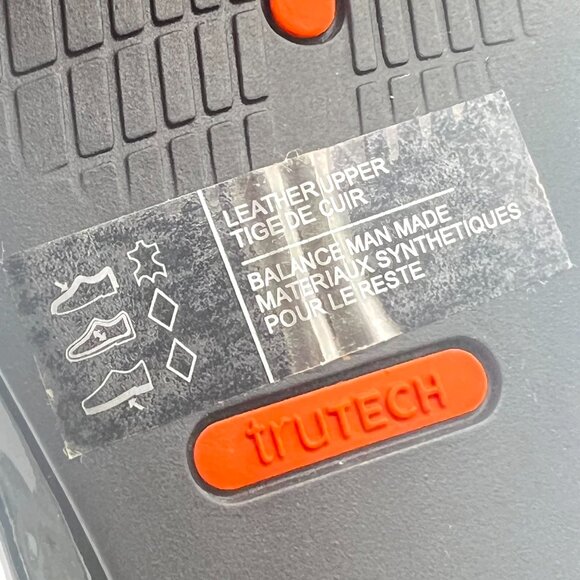 LEATHER UPPER
TIGE DE CUIR
BALANCE MAN MADE
MATERIAUX SYNTHETIQUES
POUR LE RESTE
truTECH